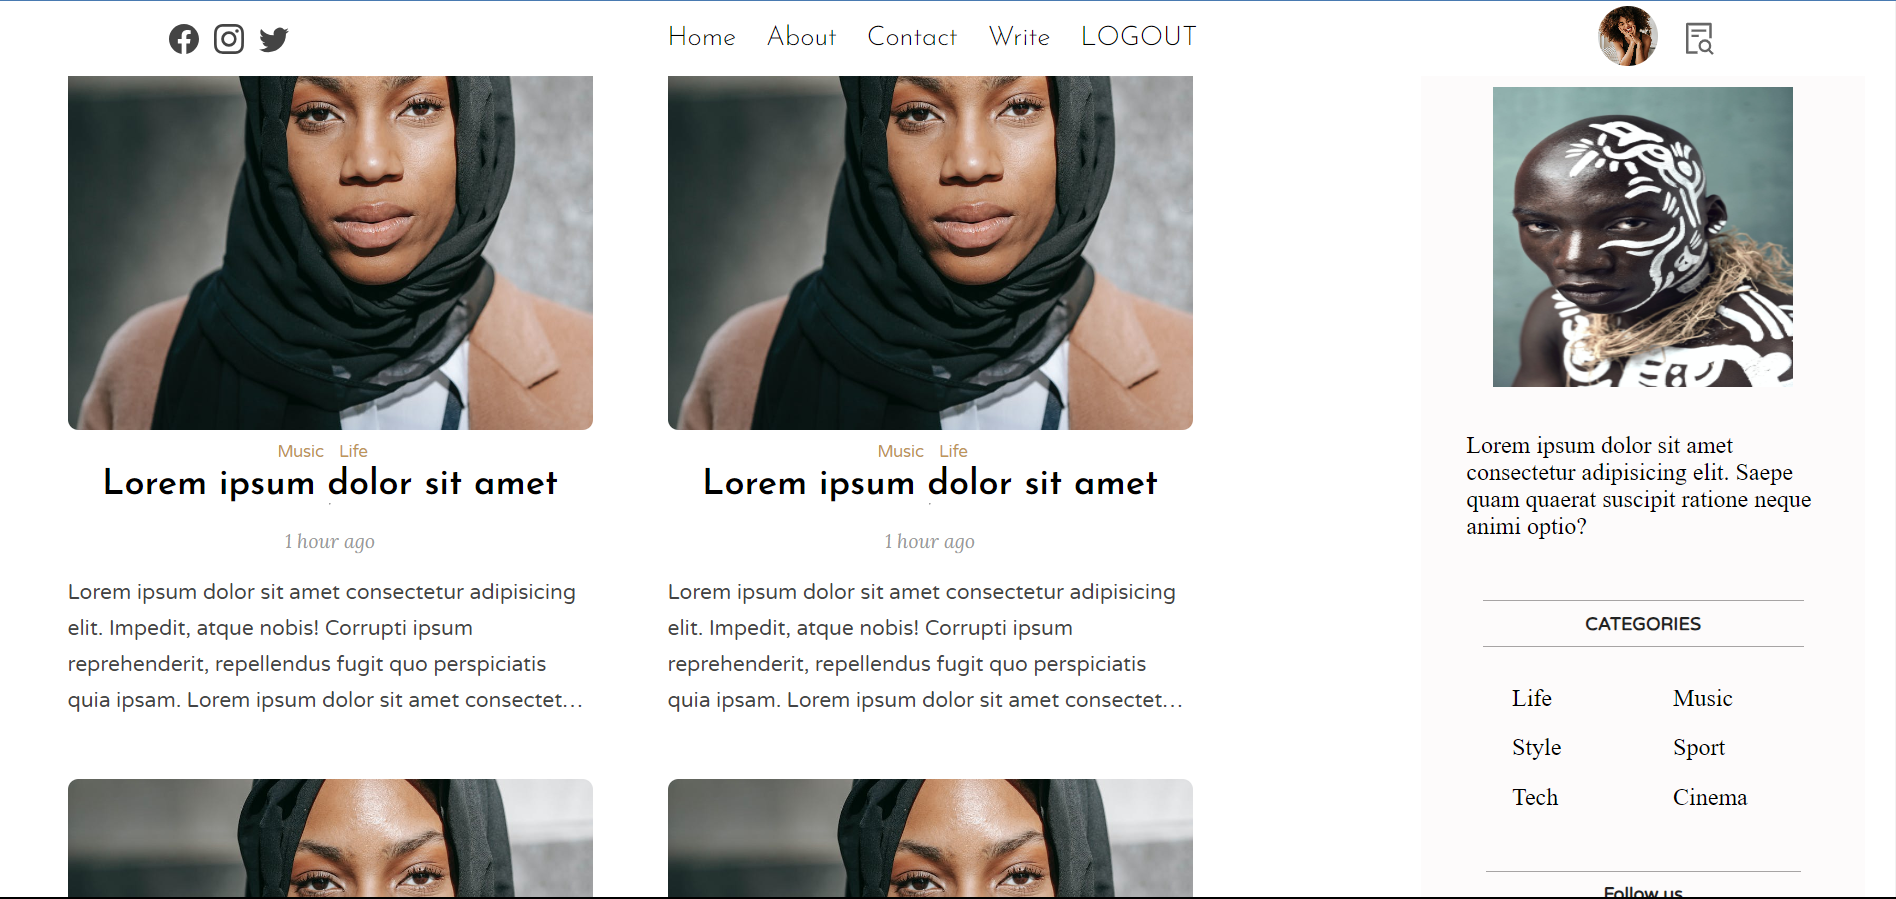 Home About Contact Write LOGOUT
Music Life
Lorem ipsum dolor sit amet
1 hour ago
Lorem ipsum dolor sit amet consectetur adipisicing
elit. Impedit, atque nobis! Corrupti ipsum
reprehenderit, repellendus fugit quo perspiciatis
quia ipsam. Lorem ipsum dolor sit amet consectet...
Music Life
Lorem ipsum dolor sit amet
1 hour ago
Lorem ipsum dolor sit amet consectetur adipisicing
elit. Impedit, atque nobis! Corrupti ipsum
reprehenderit, repellendus fugit quo perspiciatis
quia ipsam. Lorem ipsum dolor sit amet consectet...
Lorem ipsum dolor sit amet
consectetur adipisicing elit. Saepe
quam quaerat suscipit ratione neque
animi optio?
CATEGORIES
Life Music
Style Sport
Tech Cinema
Follow us